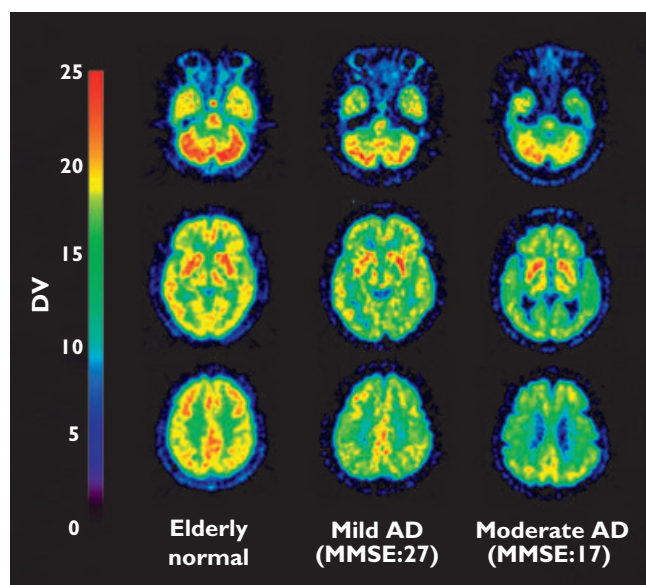 25
20
15
10
5
0
DV
Elderly
normal
Mild AD
(MMSE:27)
Moderate AD
(MMSE:17)